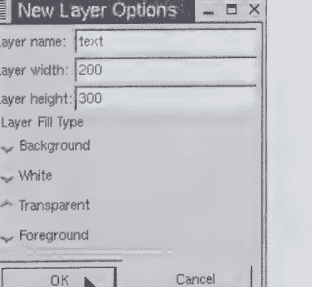 New Layer Options
ayer name: text
ayer width: 200
ayer height: 300
Layer Fill Type
Background
White
Transparent
Foreground
OK Cancel